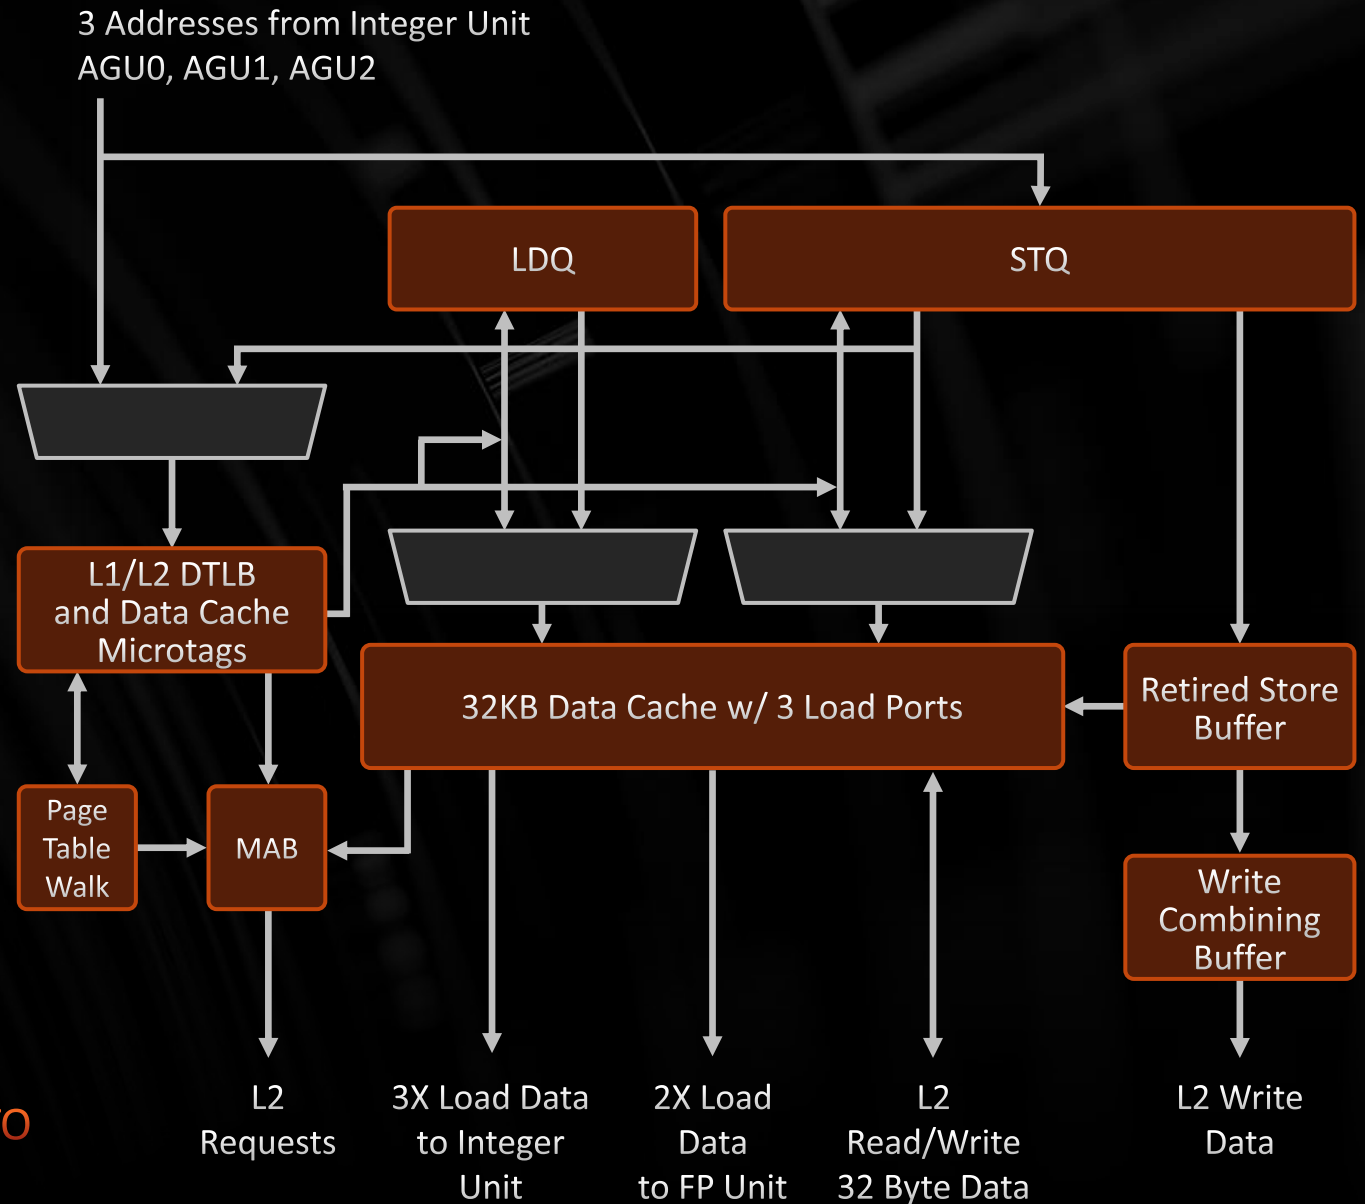 3 Addresses from Integer Unit
AGU0, AGU1, AGU2
LDQ
STQ
L1/L2 DTLB
and Data Cache
Microtags
32KB Data Cache w/ 3 Load Ports
Retired Store
Buffer
Page
Table
Walk
MAB
Write
Combining
Buffer
L2
Requests
3X Load Data
to Integer
Unit
2X Load
Data
to FP Unit
L2
Read/Write
32 Byte Data
L2 Write
Data